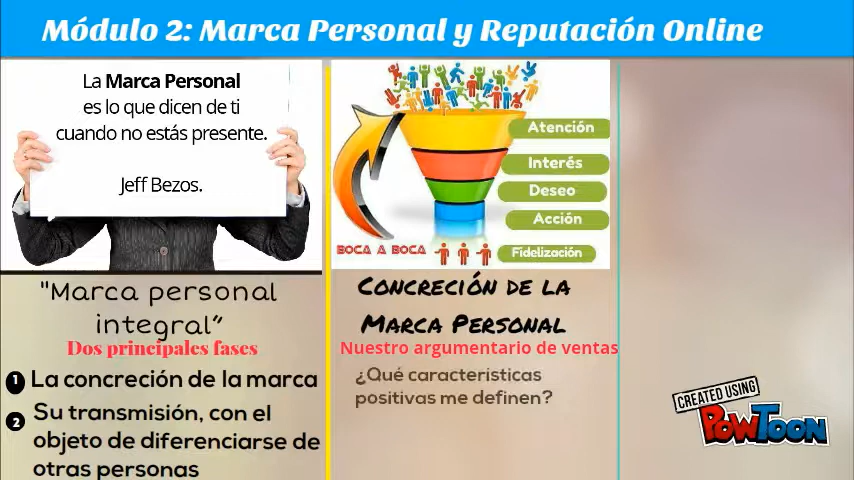 Módulo 2: Marca Personal y Reputación Online
La Marca Personal
es lo que dicen de ti
cuando no estás presente.
Jeff Bezos.
"Marca personal
integral”
Dos principales fases
1 La concreción de la marca
2 Su transmisión, con el
objeto de diferenciarse de
otras personas
Atención
Interés
Deseo
Acción
BOCA A BOCA
Fidelización
Concreción de la
Marca Personal
Nuestro argumentario de ventas
¿Qué caracteristicas
positivas me definen?
CREATED USING
POWTOON